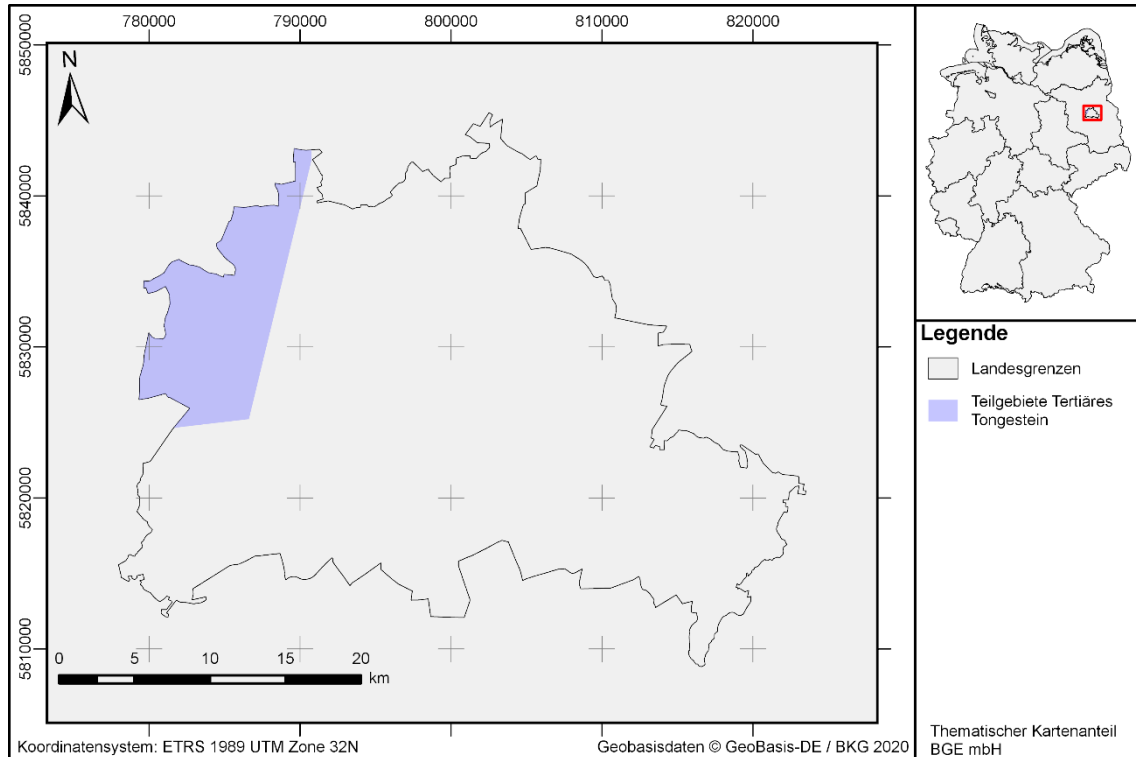 780000 790000 800000 810000 820000
5850000
5840000
5830000
5820000
5810000
N
0 5 10 15 20
km
Koordinatensystem: ETRS 1989 UTM Zone 32N
Geobasisdaten © GeoBasis-DE / BKG 2020
Legende
Landesgrenzen
Teilgebiete Tertiäres
Tongestein
Thematischer Kartenanteil
BGE mbH